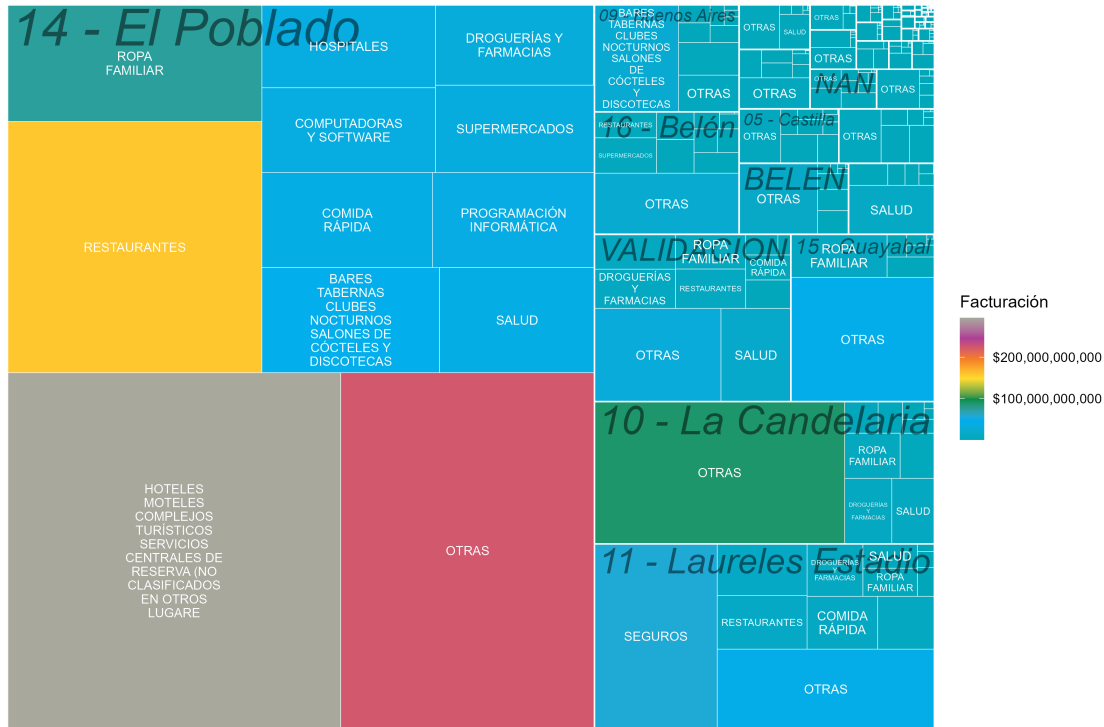 14 - El Poblado
ROPA
FAMILIAR
RESTAURANTES
HOSPITALES
DROGUERÍAS Y
FARMACIAS
COMPUTADORAS
Y SOFTWARE
SUPERMERCADOS
COMIDA
RÁPIDA
PROGRAMACIÓN
INFORMÁTICA
BARES
TABERNAS
CLUBES
NOCTURNOS
SALONES DE
CÓCTELES Y
DISCOTECAS
SALUD
HOTELES
MOTELES
COMPLEJOS
TURÍSTICOS
SERVICIOS
CENTRALES DE
RESERVA (NO
CLASIFICADOS
EN OTROS
LUGARE
OTRAS
BARES
TABERNAS
CLUBES
NOCTURNOS
SALONES
DE
CÓCTELES
Y
DISCOTECAS
OTRAS
OTRAS
SALUD
OTRAS
OTRAS
OTRAS
OTRAS
NAN
OTRAS
16 - Belén
RESTAURANTES
SUPERMERCADOS
OTRAS
05 - Castilla
OTRAS
OTRAS
BELEN
OTRAS
SALUD
VALIDACION
ROPA
FAMILIAR
COMIDA
RÁPIDA
DROGUERÍAS
Y
FARMACIAS
RESTAURANTES
OTRAS
SALUD
15 - Guayabal
ROPA
FAMILIAR
OTRAS
10 - La Candelaria
OTRAS
ROPA
FAMILIAR
DROGUERÍAS
Y
FARMACIAS
SALUD
11 - Laureles Estadio
SEGUROS
DROGUERÍAS
Y
FARMACIAS
SALUD
ROPA
FAMILIAR
RESTAURANTES
COMIDA
RÁPIDA
OTRAS
Facturación
$200,000,000,000
$100,000,000,000